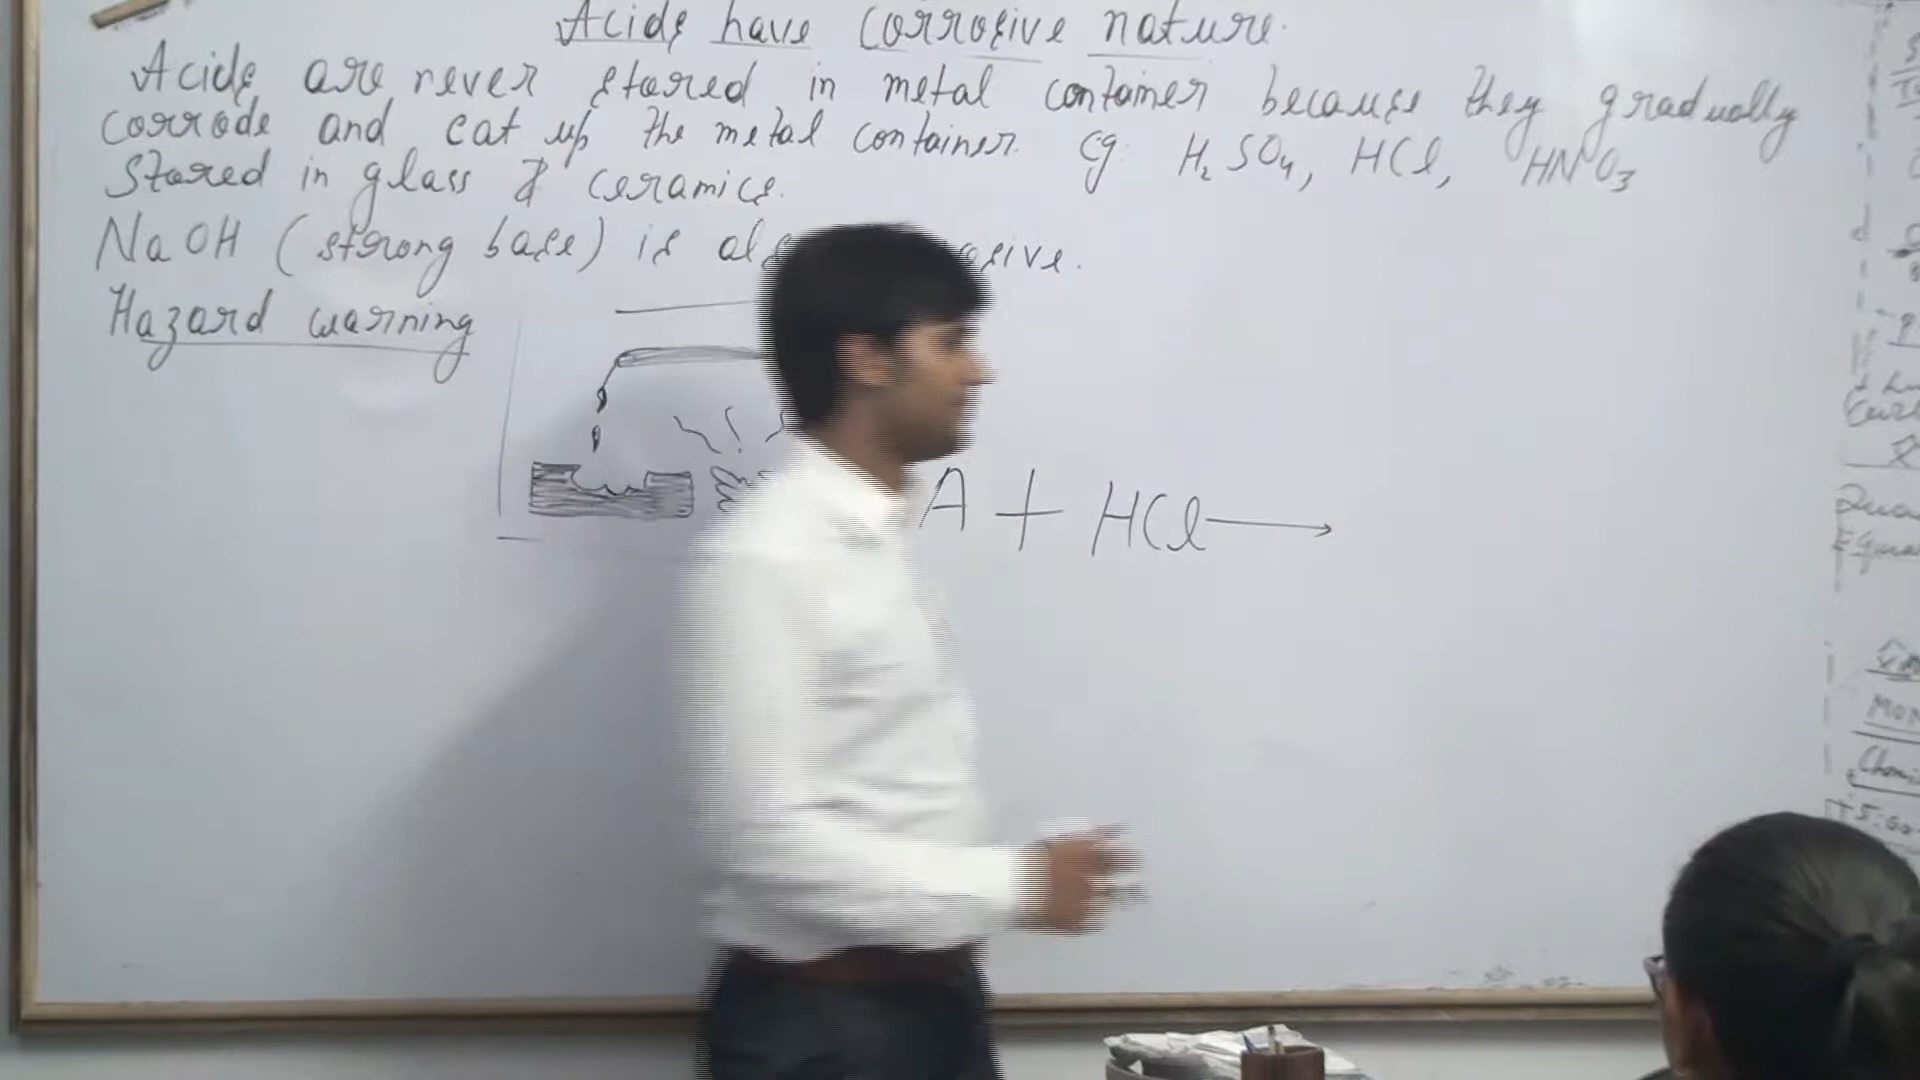 Acids have corrosive nature.
Acids are never stored in metal container because they gradually
corrode and eat up the metal container. eg. H₂SO₄, HCl, HNO₃
Stored in glass & ceramics.
NaOH (strong base) is
Hazard warning
A + HCl →